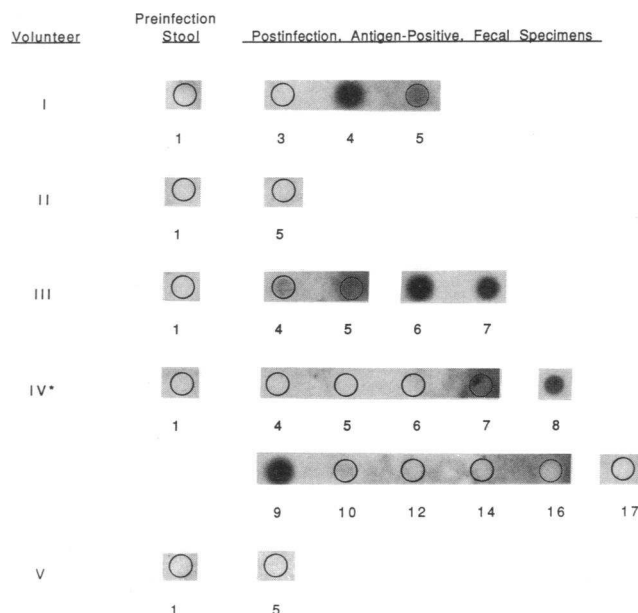 Preinfection
Volunteer Stool Postinfection, Antigen-Positive, Fecal Specimens
I
1 3 4 5
II
1 5
III
1 4 5 6 7
IV*
1 4 5 6 7 8
9 10 12 14 16 17
V
1 5